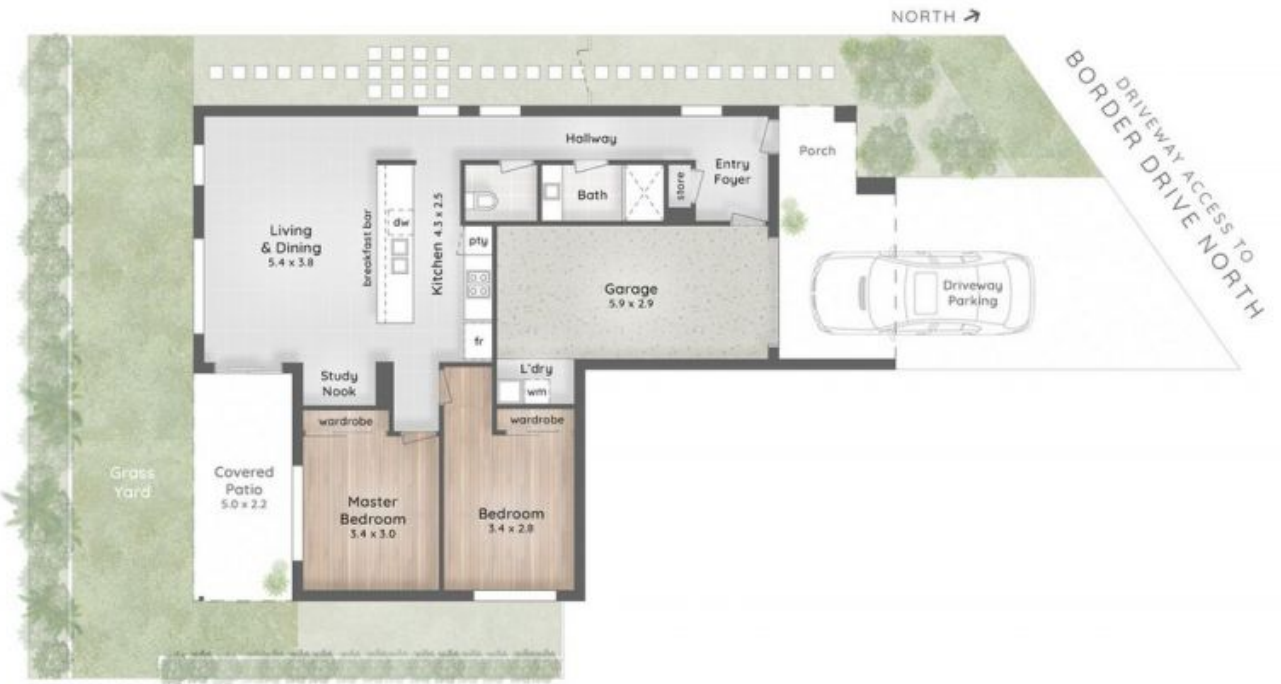 NORTH
DRIVEWAY ACCESS TO
BORDER DRIVE NORTH
Hallway
Porch
Entry
Foyer
store
Bath
Living
& Dining
5.4 x 3.8
breakfast bar
dw
Kitchen 4.3 x 2.5
pty
fr
Garage
5.9 x 2.9
Driveway
Parking
L'dry
wm
Study
Nook
wardrobe
wardrobe
Grass
Yard
Covered
Patio
5.0 x 2.2
Master
Bedroom
3.4 x 3.0
Bedroom
3.4 x 2.8